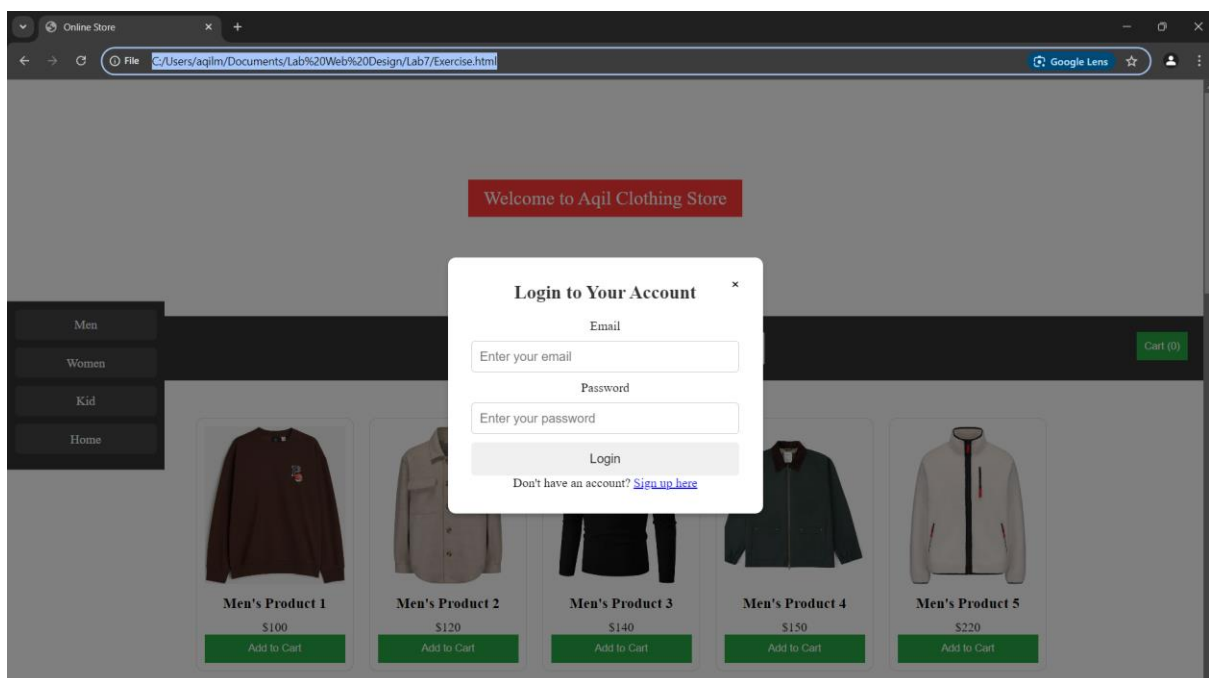 Online Store
File C:/Users/aqilm/Documents/Lab%20Web%20Design/Lab7/Exercise.html Google Lens
Welcome to Aqil Clothing Store
Login to Your Account ×
Email
Enter your email
Password
Enter your password
Login
Don't have an account? Sign up here
Men
Women
Kid
Home
Cart (0)
Men's Product 1 Men's Product 2 Men's Product 3 Men's Product 4 Men's Product 5
$100 $120 $140 $150 $220
Add to Cart Add to Cart Add to Cart Add to Cart Add to Cart